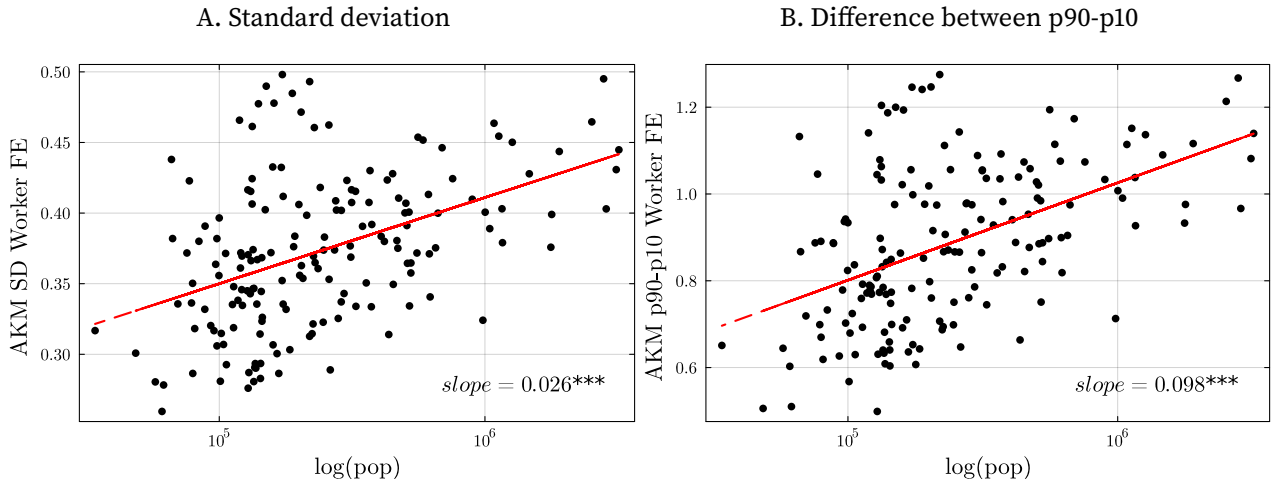 A. Standard deviation
AKM SD Worker FE
0.50
0.45
0.40
0.35
0.30
slope = 0.026***
10^5
10^6
log(pop)
B. Difference between p90-p10
AKM p90-p10 Worker FE
1.2
1.0
0.8
0.6
slope = 0.098***
10^5
10^6
log(pop)